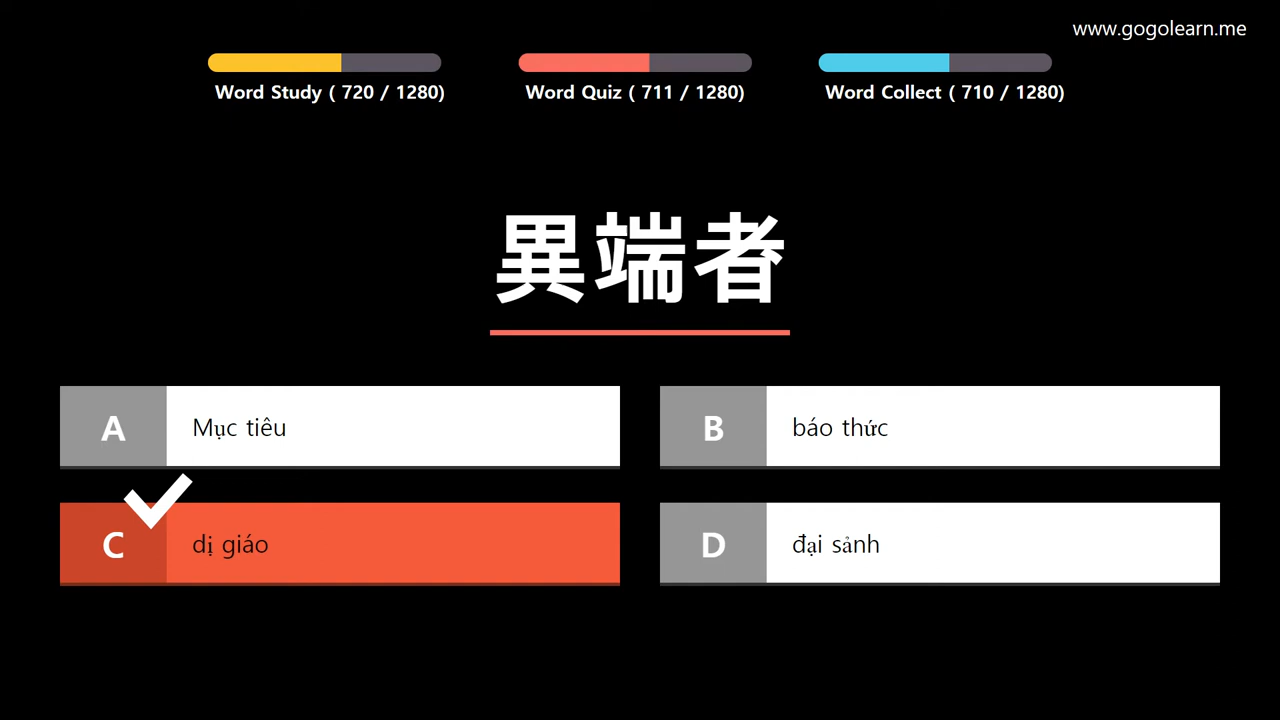 www.gogolearn.me
Word Study ( 720 / 1280)
Word Quiz ( 711 / 1280)
Word Collect ( 710 / 1280)
異端者
A Mục tiêu
B báo thức
C dị giáo
D đại sảnh